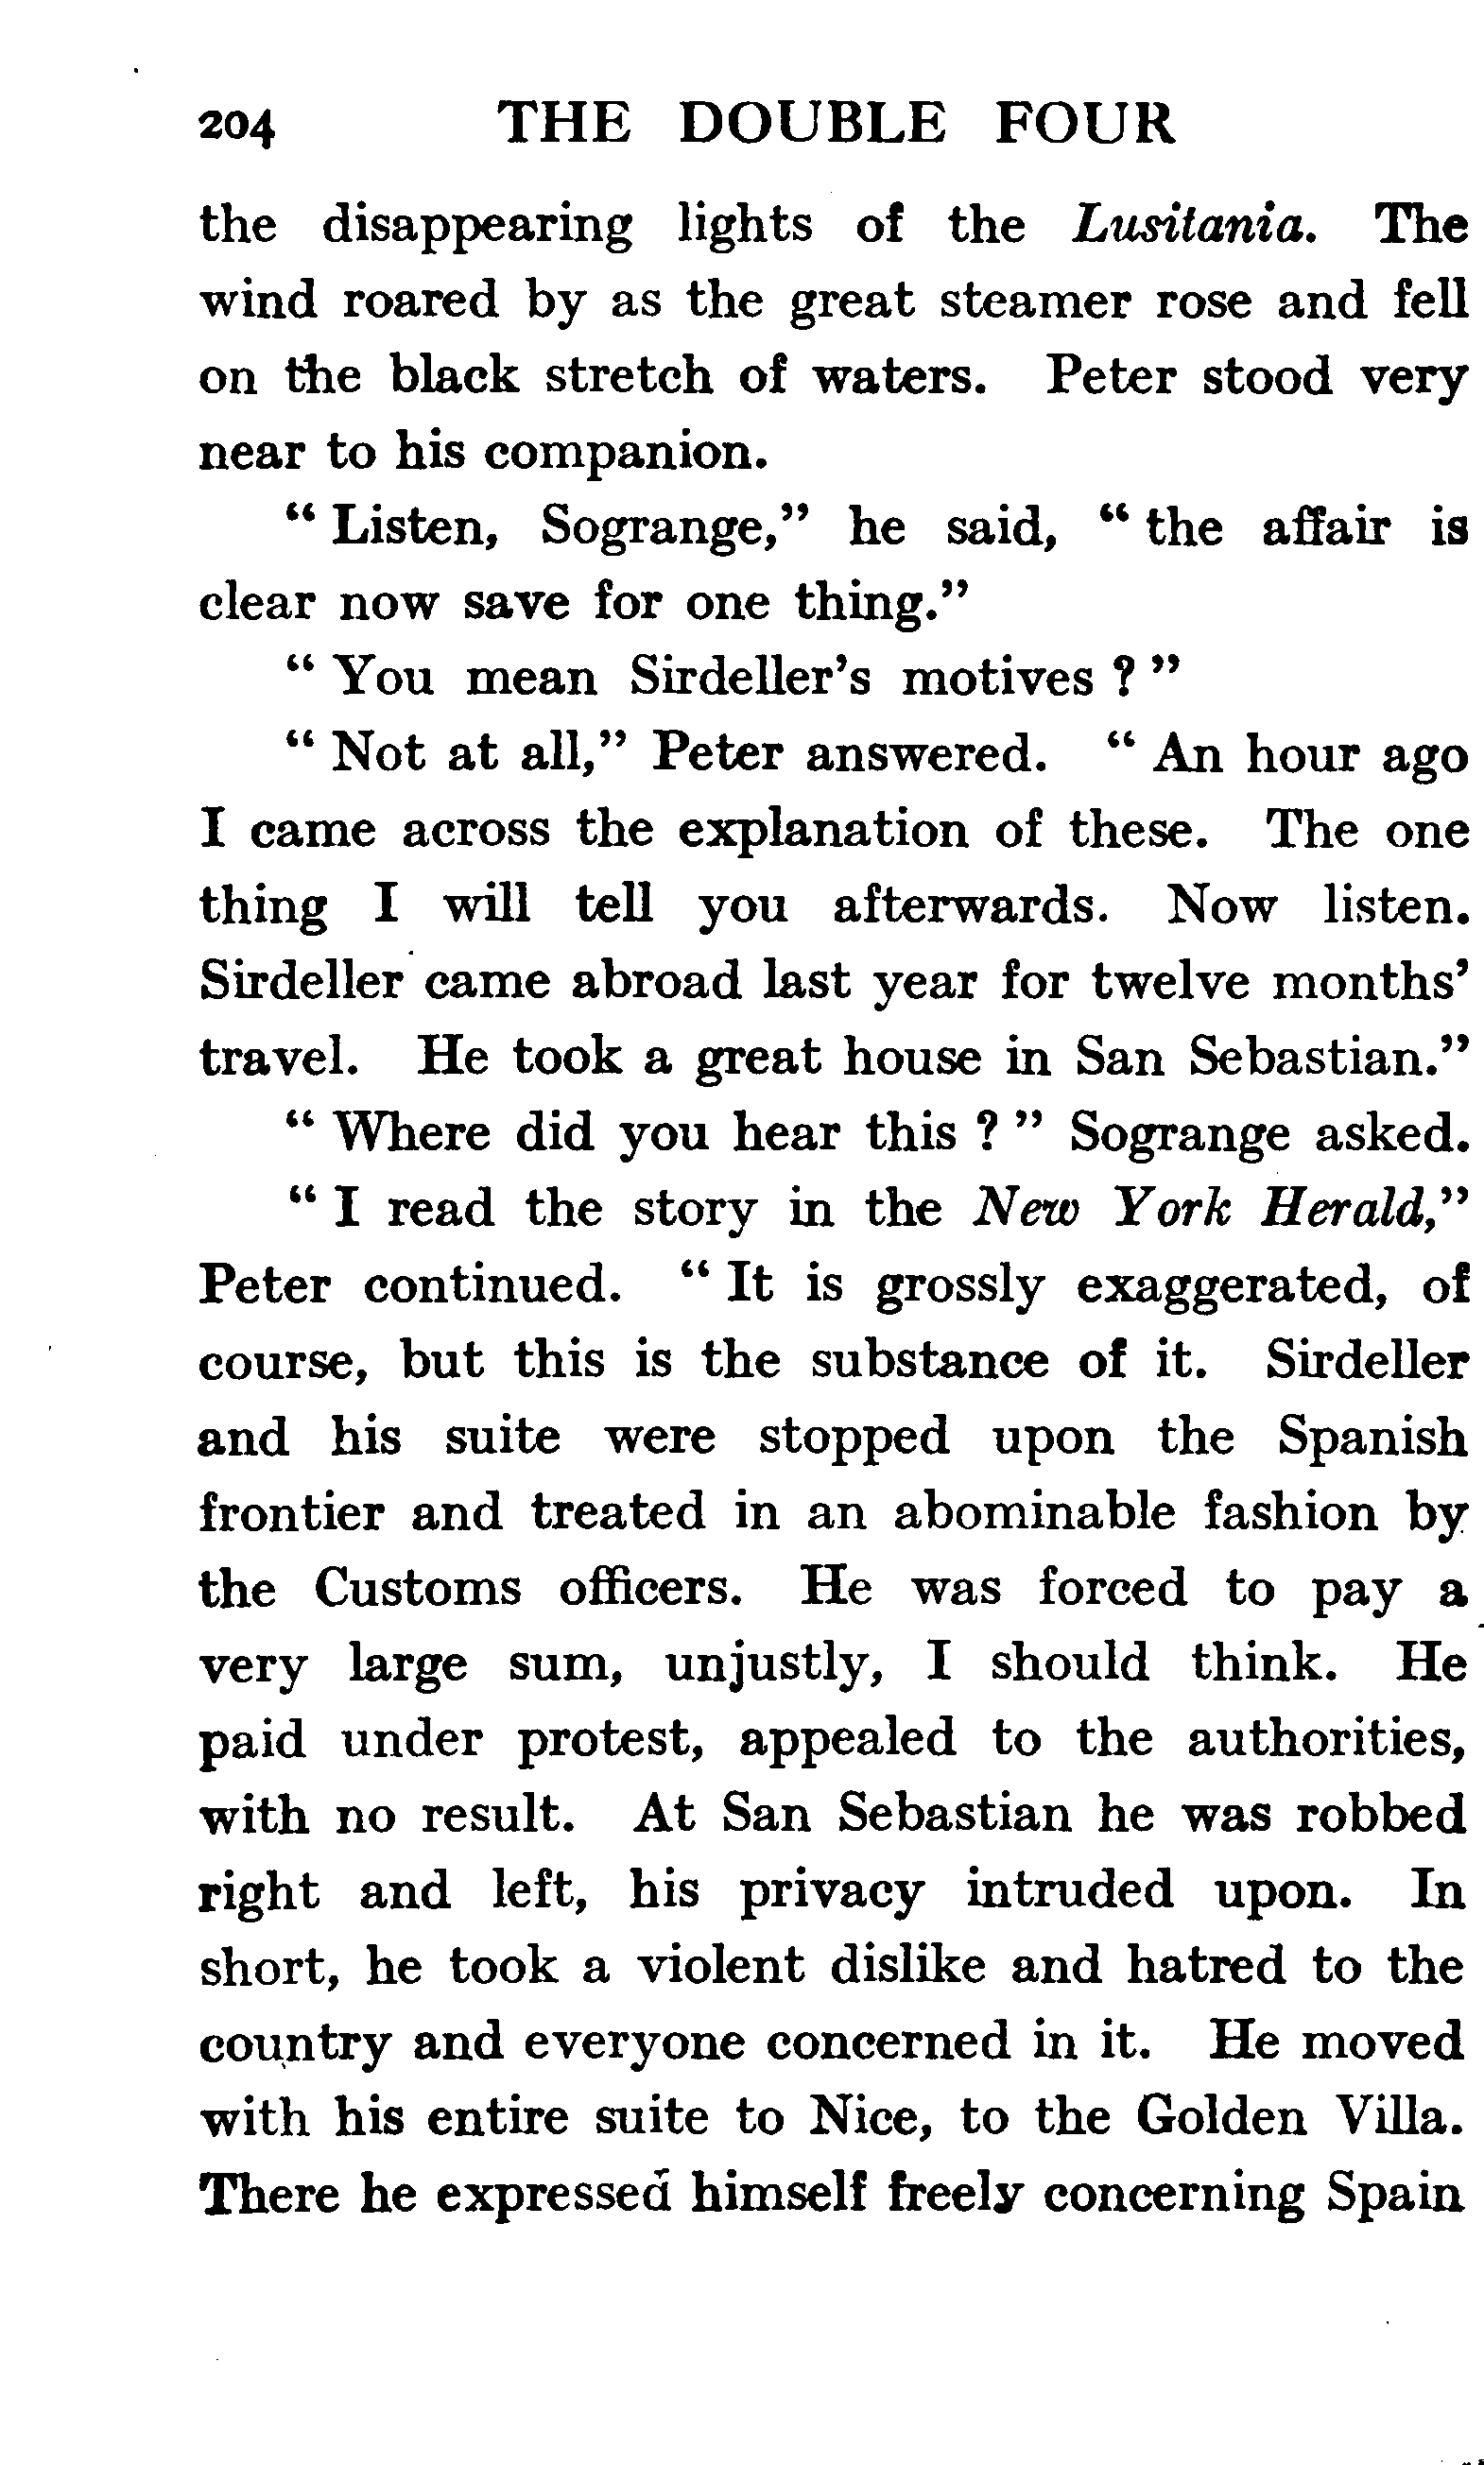 204 THE DOUBLE FOUR
the disappearing lights of the Lusitania. The
wind roared by as the great steamer rose and fell
on the black stretch of waters. Peter stood very
near to his companion.
“ Listen, Sogrange,” he said, “ the affair is
clear now save for one thing.”
“ You mean Sirdeller’s motives ? ”
“ Not at all,” Peter answered. “ An hour ago
I came across the explanation of these. The one
thing I will tell you afterwards. Now listen.
Sirdeller came abroad last year for twelve months’
travel. He took a great house in San Sebastian.”
“ Where did you hear this ? ” Sogrange asked.
“ I read the story in the New York Herald,”
Peter continued. “ It is grossly exaggerated, of
course, but this is the substance of it. Sirdeller
and his suite were stopped upon the Spanish
frontier and treated in an abominable fashion by
the Customs officers. He was forced to pay a
very large sum, unjustly, I should think. He
paid under protest, appealed to the authorities,
with no result. At San Sebastian he was robbed
right and left, his privacy intruded upon. In
short, he took a violent dislike and hatred to the
country and everyone concerned in it. He moved
with his entire suite to Nice, to the Golden Villa.
There he expressed himself freely concerning Spain